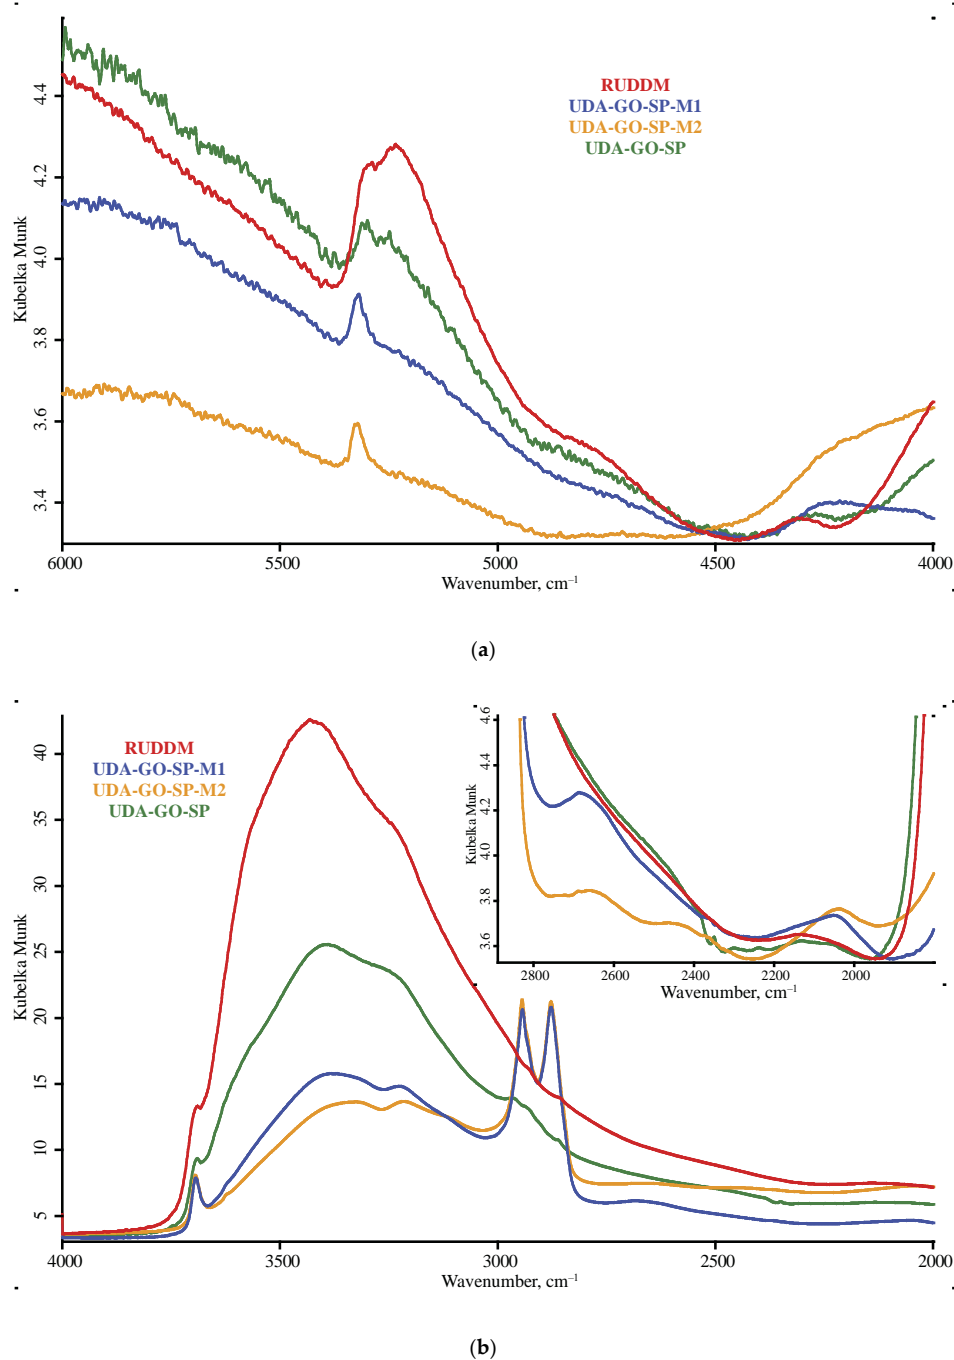 RUDDM
UDA-GO-SP-M1
UDA-GO-SP-M2
UDA-GO-SP
Kubelka Munk
4.4
4.2
4.0
3.8
3.6
3.4
6000 5500 5000 4500 4000
Wavenumber, cm⁻¹
(a)
RUDDM
UDA-GO-SP-M1
UDA-GO-SP-M2
UDA-GO-SP
Kubelka Munk
40
35
30
25
20
15
10
5
4000 3500 3000 2500 2000
Wavenumber, cm⁻¹
Kubelka Munk
4.6
4.4
4.2
4.0
3.8
3.6
2800 2600 2400 2200 2000
Wavenumber, cm⁻¹
(b)